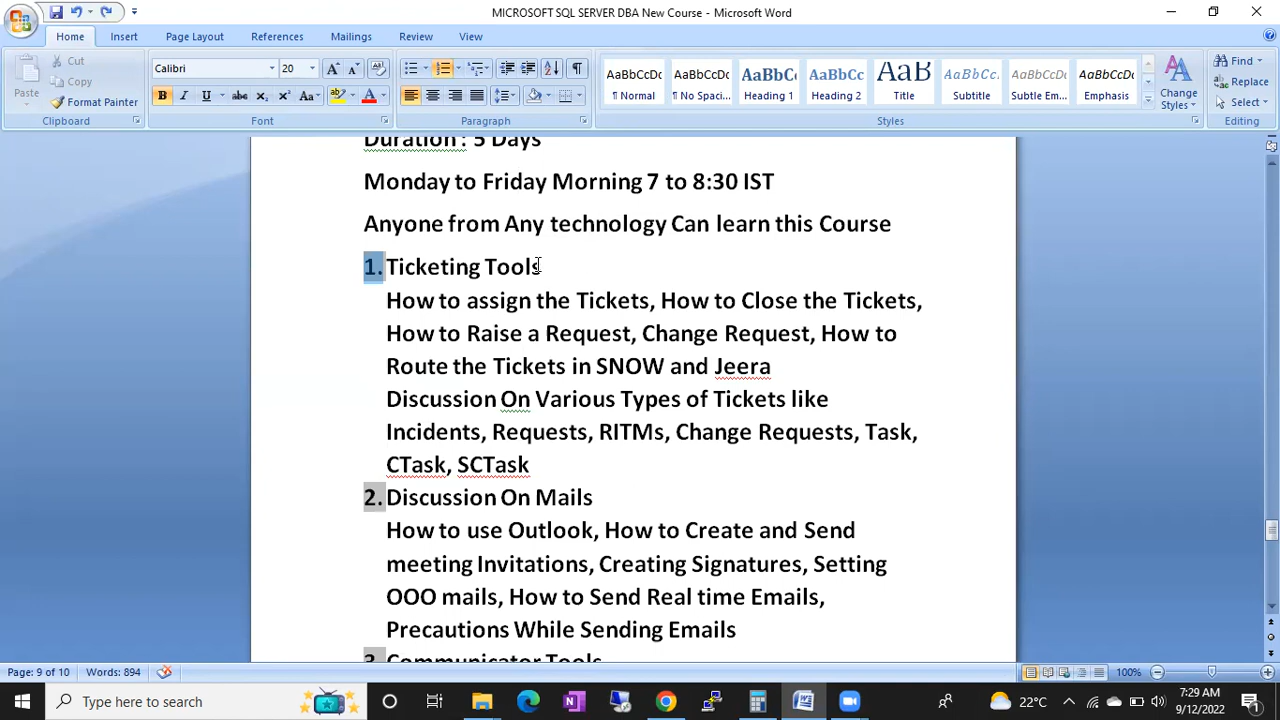 MICROSOFT SQL SERVER DBA New Course - Microsoft Word
Home Insert Page Layout References Mailings Review View
Cut
Copy
Paste
Format Painter
Clipboard
Calibri 20
Font
Paragraph
AaBbCcDc AaBbCcDc AaBbCc AaBbCc AaB AaBbCcI AaBbCcDc AaBbCcDc
¶ Normal ¶ No Spaci... Heading 1 Heading 2 Title Subtitle Subtle Em... Emphasis
Change Styles
Styles
Find
Replace
Select
Editing
Duration : 5 Days
Monday to Friday Morning 7 to 8:30 IST
Anyone from Any technology Can learn this Course
1. Ticketing Tools
How to assign the Tickets, How to Close the Tickets,
How to Raise a Request, Change Request, How to
Route the Tickets in SNOW and Jeera
Discussion On Various Types of Tickets like
Incidents, Requests, RITMs, Change Requests, Task,
CTask, SCTask
2. Discussion On Mails
How to use Outlook, How to Create and Send
meeting Invitations, Creating Signatures, Setting
OOO mails, How to Send Real time Emails,
Precautions While Sending Emails
3. Communicator Tools
Page: 9 of 10 Words: 894 100%
Type here to search 22°C 7:29 AM
9/12/2022